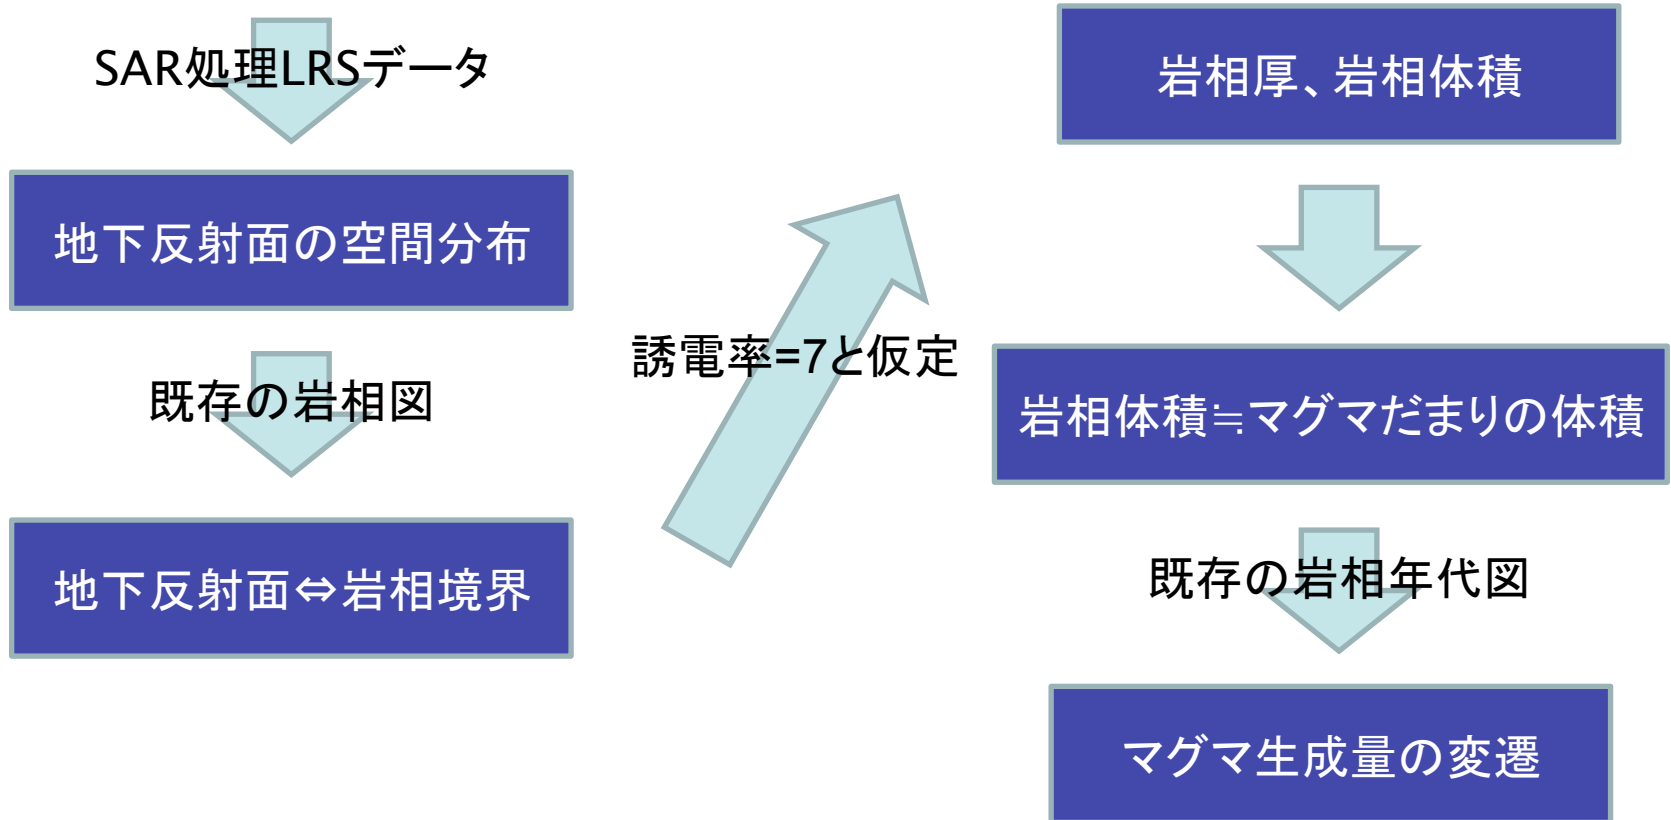 SAR処理LRSデータ
地下反射面の空間分布
既存の岩相図
地下反射面⇔岩相境界
誘電率=7と仮定
岩相厚、岩相体積
岩相体積≒マグマだまりの体積
既存の岩相年代図
マグマ生成量の変遷